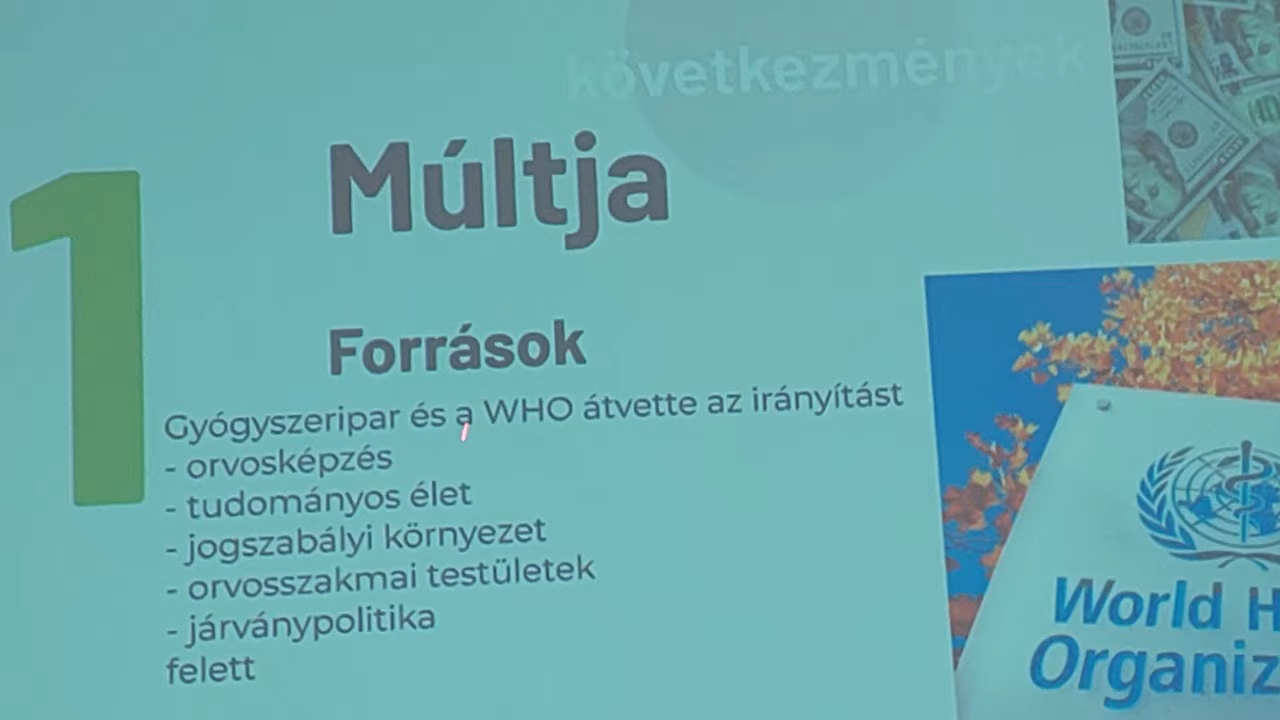 következmények
1
Múltja
Források
Gyógyszeripar és a WHO átvette az irányítást
- orvosképzés
- tudományos élet
- jogszabályi környezet
- orvosszakmai testületek
- járványpolitika
felett
World H
Organiz